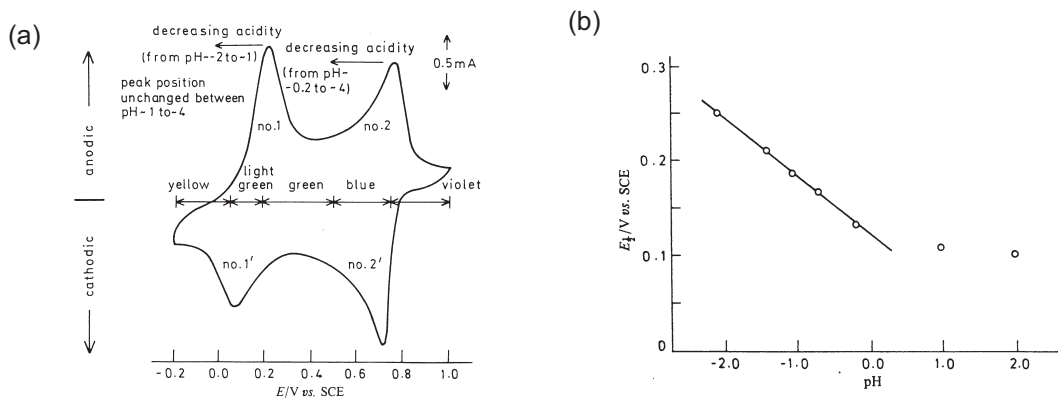 (a)
decreasing acidity
(from pH~-2 to~1)
peak position
unchanged between
pH~1 to~4
decreasing acidity
(from pH~
-0.2 to~4)
0.5mA
no.1
no.2
anodic
cathodic
yellow
light
green
green
blue
violet
no.1'
no.2'
-0.2 0.0 0.2 0.4 0.6 0.8 1.0
E/V vs. SCE
(b)
0.3
0.2
0.1
0
E½/V vs. SCE
-2.0 -1.0 0.0 1.0 2.0
pH